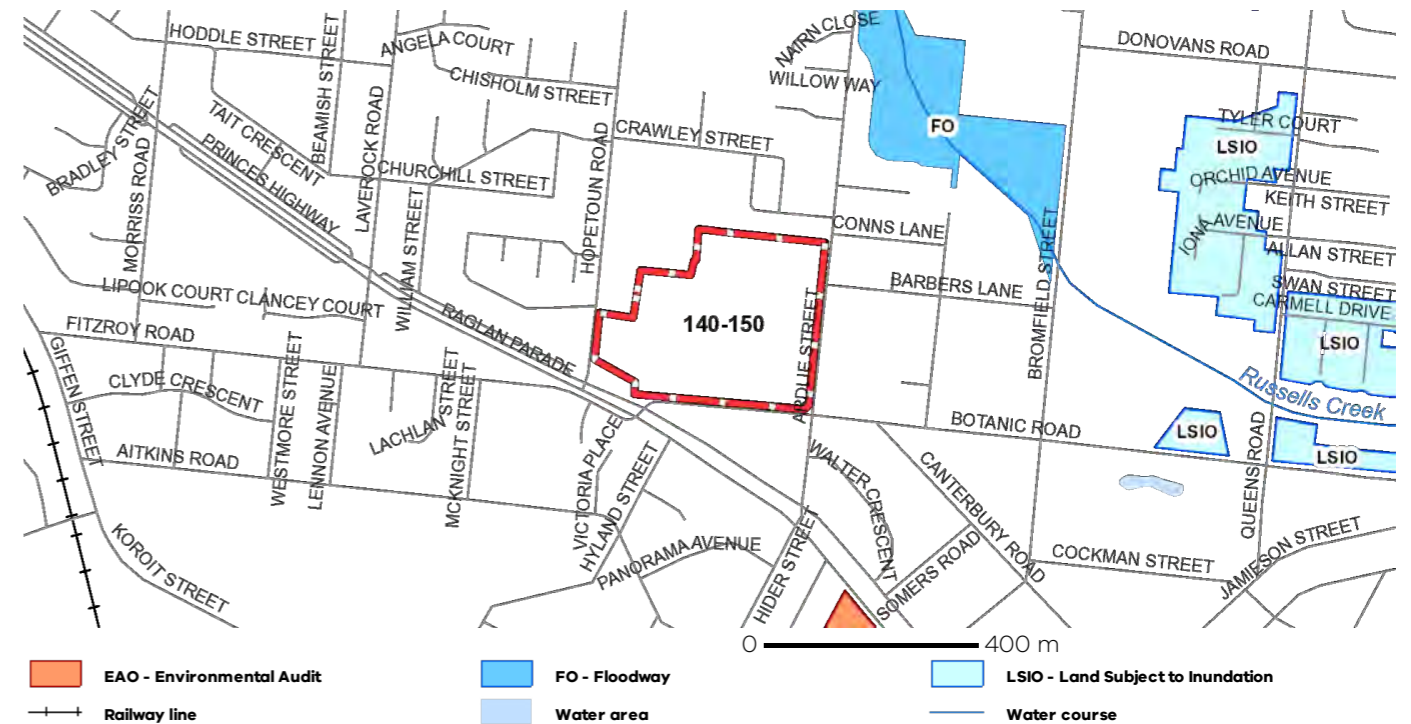 HODDLE STREET
BEAMISH STREET
ANGELA COURT
CHISHOLM STREET
NAIRN CLOSE
WILLOW WAY
DONOVANS ROAD
BRADLEY STREET
MORRISS ROAD
TAIT CRESCENT
PRINCES HIGHWAY
LAVEROCK ROAD
CHURCHILL STREET
WILLIAM STREET
HOPETOUN ROAD
CRAWLEY STREET
FO
TYLER COURT
LSIO
ORCHID AVENUE
KEITH STREET
IONA AVENUE
ALLAN STREET
SWAN STREET
CARMELL DRIVE
LSIO
CONNS LANE
BARBERS LANE
BROMFIELD STREET
LIPOOK COURT
CLANCEY COURT
RAGLAN PARADE
140-150
ARDLIE STREET
FITZROY ROAD
GIFFEN STREET
CLYDE CRESCENT
WESTMORE STREET
LENNON AVENUE
LACHLAN STREET
MCKNIGHT STREET
AITKINS ROAD
VICTORIA PLACE
HYLAND STREET
PANORAMA AVENUE
HIDER STREET
WALTER CRESCENT
CANTERBURY ROAD
SOMERS ROAD
BOTANIC ROAD
Russells Creek
LSIO
LSIO
QUEENS ROAD
COCKMAN STREET
JAMIESON STREET
KOROIT STREET
0 400 m
EAO - Environmental Audit
FO - Floodway
LSIO - Land Subject to Inundation
Railway line
Water area
Water course